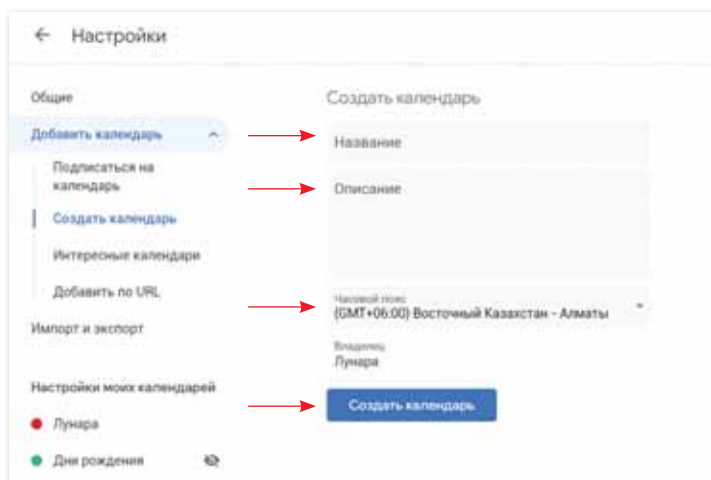 Настройки
Общие
Добавить календарь
Подписаться на
календарь
Создать календарь
Интересные календари
Добавить по URL
Импорт и экспорт
Настройки моих календарей
Лунара
Дни рождения
Создать календарь
Название
Описание
Часовой пояс
(GMT+06:00) Восточный Казахстан - Алматы
Владелец
Лунара
Создать календарь